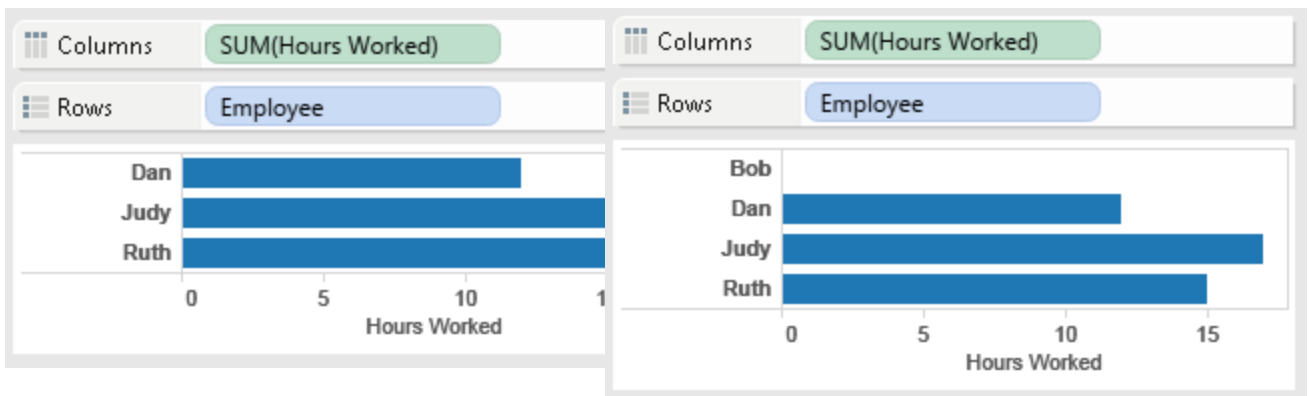 Columns SUM(Hours Worked)
Rows Employee
Dan
Judy
Ruth
0 5 10 1
Hours Worked
Columns SUM(Hours Worked)
Rows Employee
Bob
Dan
Judy
Ruth
0 5 10 15
Hours Worked